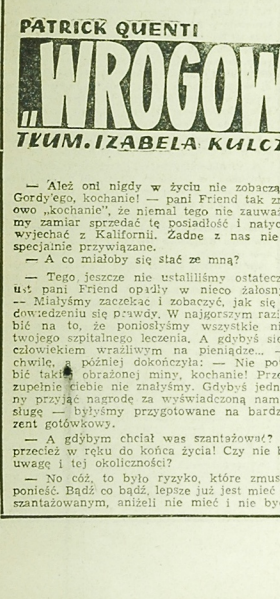 PATRICK QUENTI
"WROGOW
TŁUM. IZABELA KULCZ
— Ależ oni nigdy w życiu nie zobaczą
Gordy'ego, kochanie! — pani Friend tak zr
owo „kochanie", że niemal tego nie zauważ
my zamiar sprzedać tę posiadłość i natyc
wyjechać z Kalifornii. Żadne z nas nie
specjalnie przywiązane.
— A co miałoby się stać ze mną?
— Tego jeszcze nie ustaliliśmy ostatecz
ust pani Friend opadły w nieco żałosn
— Miałyśmy zaczekać i zobaczyć, jak się
dowiedzeniu się prawdy. W najgorszym razi
bić na to, że poniosłyśmy wszystkie
twojego szpitalnego leczenia. A gdybyś się
człowiekiem wrażliwym na pieniądze... —
chwilę, a później dokończyła: — Nie
bić tak obrażonej miny, kochanie! Prze
zupełnie ciebie nie znałyśmy. Gdybyś jedn
ny przyjąć nagrodę za wyświadczoną nam
sługę — byłyśmy przygotowane na bardz
zent gotówkowy.
— A gdybym chciał was szantażować?
przecież w ręku do końca życia! Czy nie b
uwagę i tej okoliczności?
— No cóż, to było ryzyko, które zmus
ponieść. Bądź co bądź, lepsze już jest mieć
szantażowanym, aniżeli nie mieć i nie by